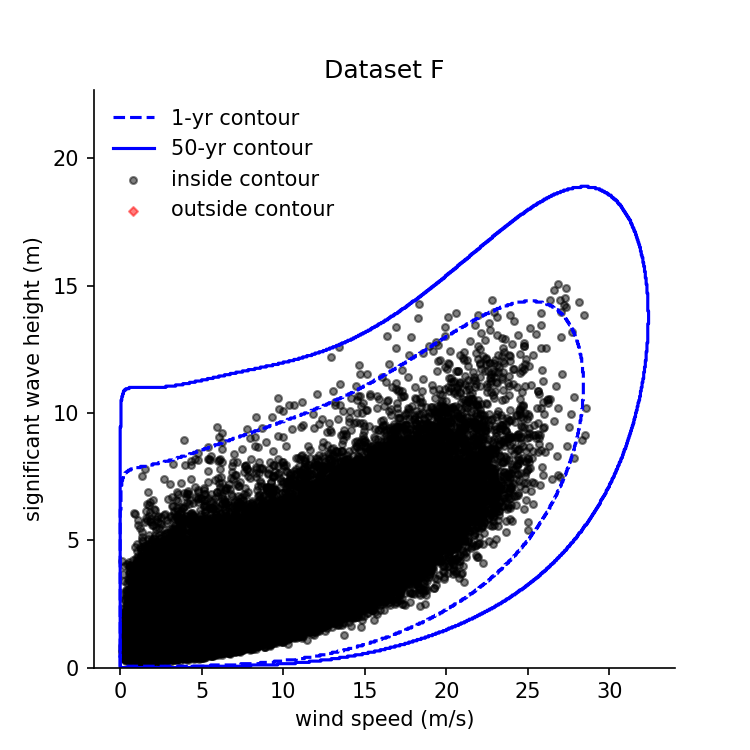 Dataset F
1-yr contour
50-yr contour
inside contour
outside contour
significant wave height (m)
20
15
10
5
0
0 5 10 15 20 25 30
wind speed (m/s)